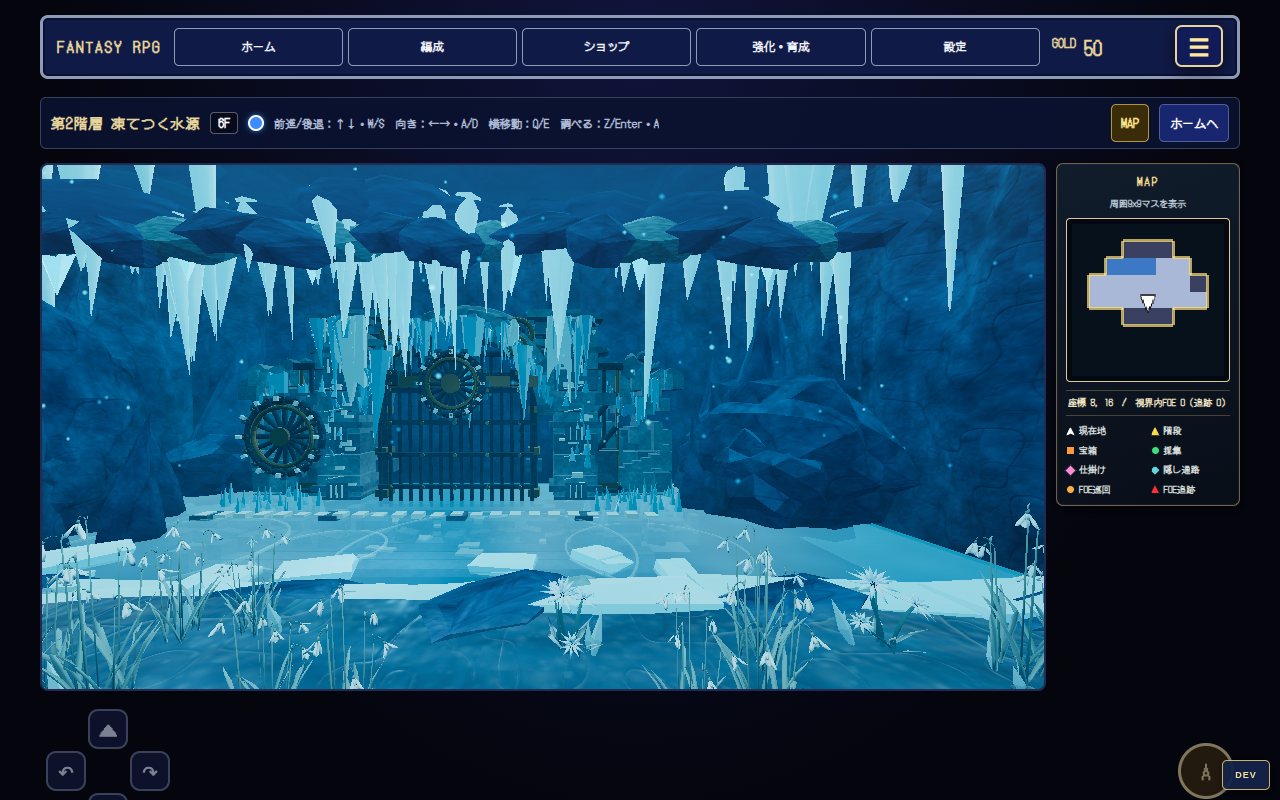 FANTASY RPG
ホーム
編成
ショップ
強化・育成
設定
GOLD 50
第2階層 凍てつく水源
6F
前進/後退：↑↓・W/S 向き：←→・A/D 横移動：Q/E 調べる：Z/Enter・A
MAP
ホームへ
MAP
周囲9x9マスを表示
座標 8, 16 / 視界内FOE 0（追跡 0）
現在地
階段
宝箱
採集
仕掛け
隠し通路
FOE巡回
FOE追跡
A
DEV